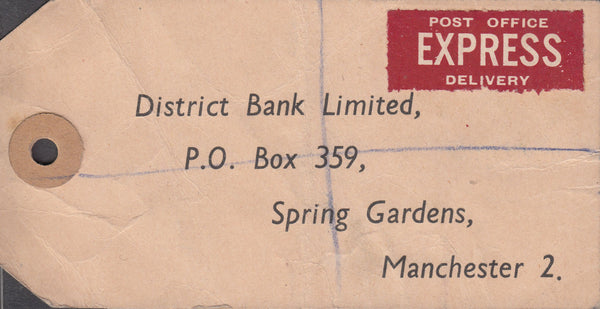 POST OFFICE
EXPRESS
DELIVERY
District Bank Limited,
P.O. Box 359,
Spring Gardens,
Manchester 2.